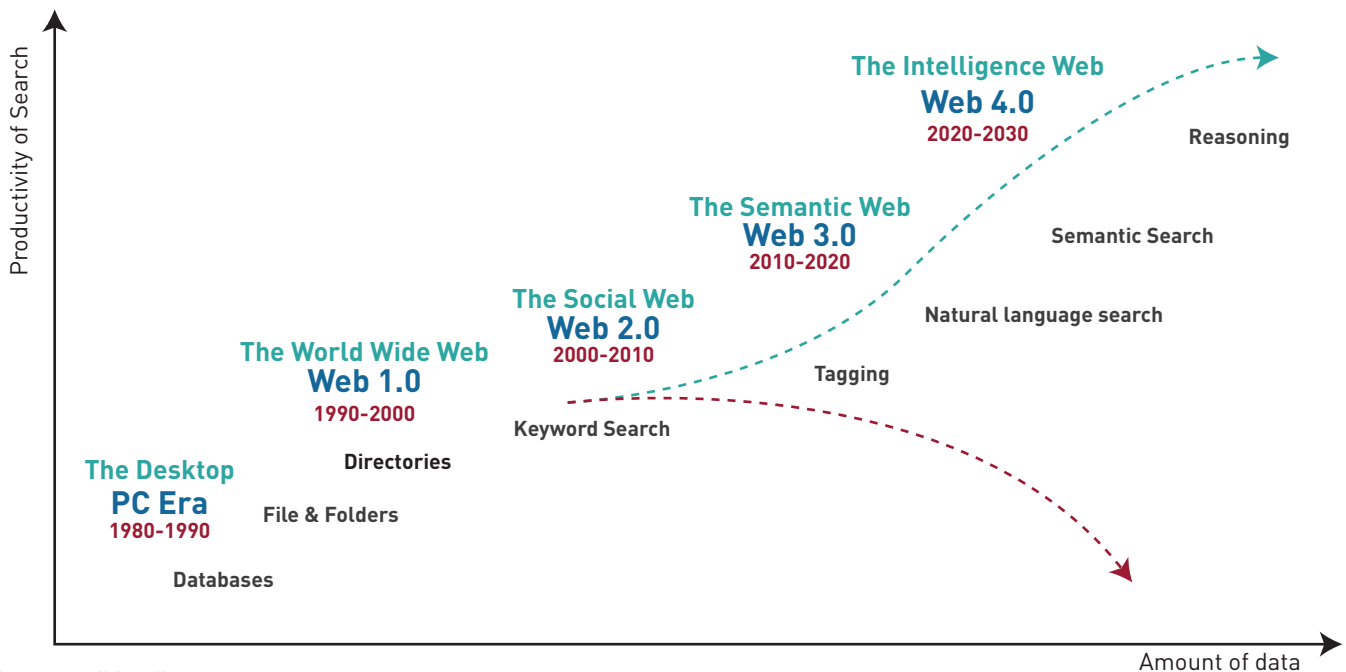 Productivity of Search
The Intelligence Web
Web 4.0
2020-2030
Reasoning
The Semantic Web
Web 3.0
2010-2020
Semantic Search
The Social Web
Web 2.0
2000-2010
Natural language search
The World Wide Web
Web 1.0
1990-2000
Tagging
Keyword Search
Directories
The Desktop
PC Era
1980-1990
File & Folders
Databases
Amount of data